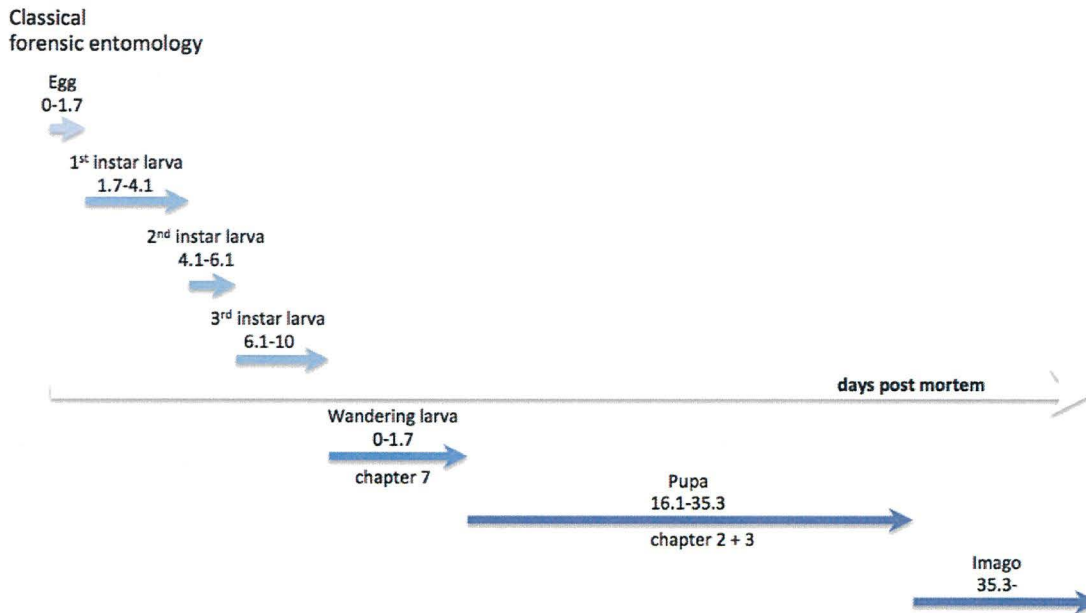 Classical
forensic entomology
Egg
0-1.7
1st instar larva
1.7-4.1
2nd instar larva
4.1-6.1
3rd instar larva
6.1-10
days post mortem
Wandering larva
0-1.7
chapter 7
Pupa
16.1-35.3
chapter 2 + 3
Imago
35.3-